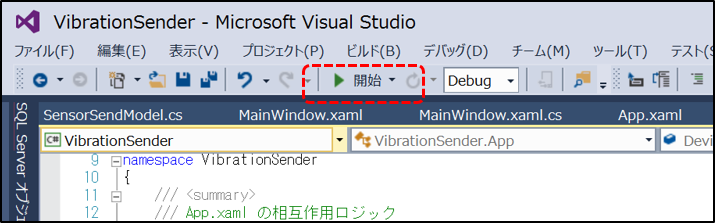 VibrationSender - Microsoft Visual Studio
ファイル(F) 編集(E) 表示(V) プロジェクト(P) ビルド(B) デバッグ(D) チーム(M) ツール(T) テスト(S
開始 Debug
SensorSendModel.cs MainWindow.xaml MainWindow.xaml.cs App.xaml
SQL Server オブジ
C# VibrationSender VibrationSender.App Devi
9 namespace VibrationSender
10 {
11 /// <summary>
12 /// App.xaml の相互作用ロジック